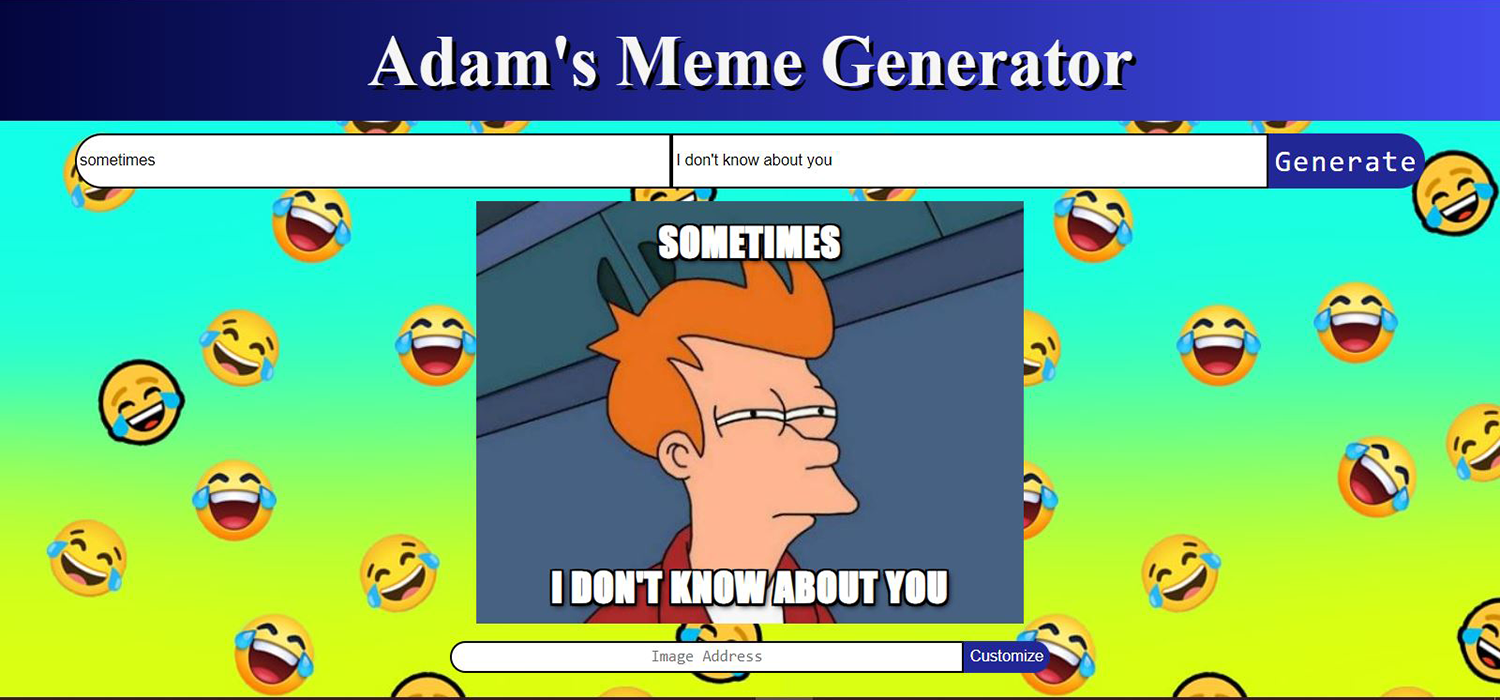 Adam's Meme Generator
sometimes
I don't know about you
Generate
SOMETIMES
I DON'T KNOW ABOUT YOU
Image Address
Customize